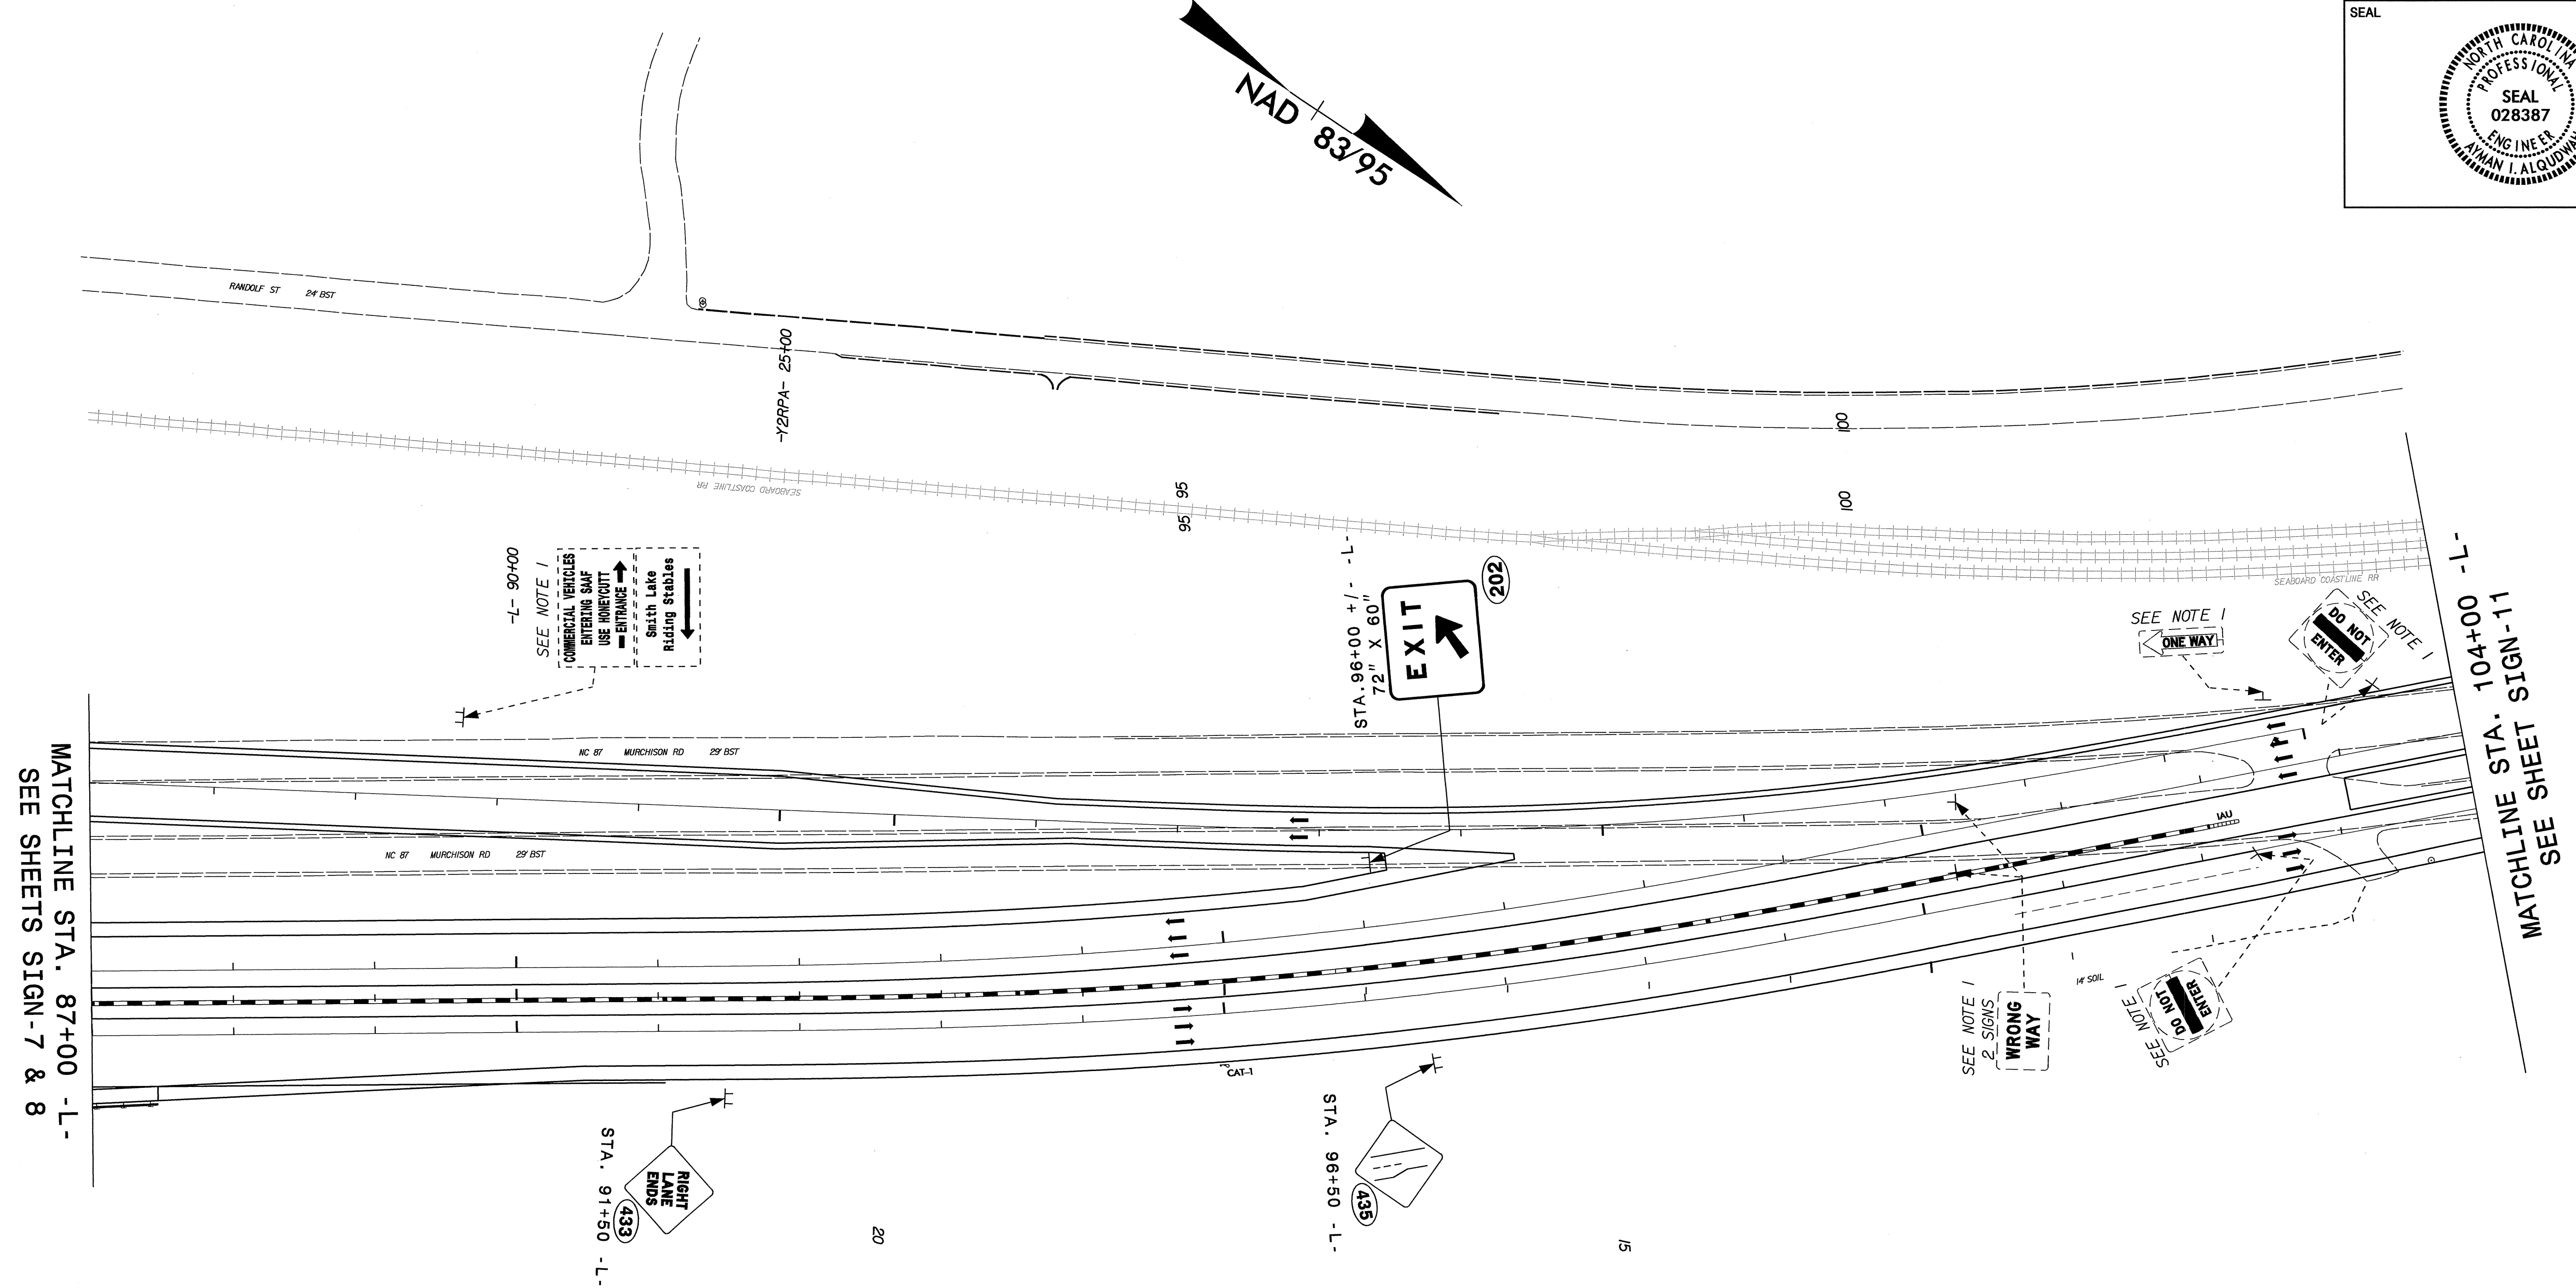 SEAL
NORTH CAROLINA
PROFESSIONAL
SEAL
028387
ENGINEER
AYMAN I. ALQUDWAH
NAD 83/95
RANDOLF ST 24' BST
-Y2RPA- 25+00
SEABOARD COASTLINE RR
95
95
100
100
SEABOARD COASTLINE RR
-L- 90+00
SEE NOTE 1
COMMERCIAL VEHICLES
ENTERING SAAF
USE HONEYCUTT
ENTRANCE
Smith Lake
Riding Stables
STA.96+00 +/- -L-
72" X 60"
EXIT
202
SEE NOTE 1
ONE WAY
SEE NOTE 1
DO NOT
ENTER
MATCHLINE STA. 104+00 -L-
SEE SHEET SIGN-11
MATCHLINE STA. 87+00 -L-
SEE SHEETS SIGN-7 & 8
NC 87 MURCHISON RD 29' BST
NC 87 MURCHISON RD 29' BST
IAU
CAT-1
14' SOIL
SEE NOTE 1
2 SIGNS
WRONG
WAY
SEE NOTE 1
DO NOT
ENTER
STA. 91+50 -L-
RIGHT
LANE
ENDS
433
STA. 96+50 -L-
435
20
15